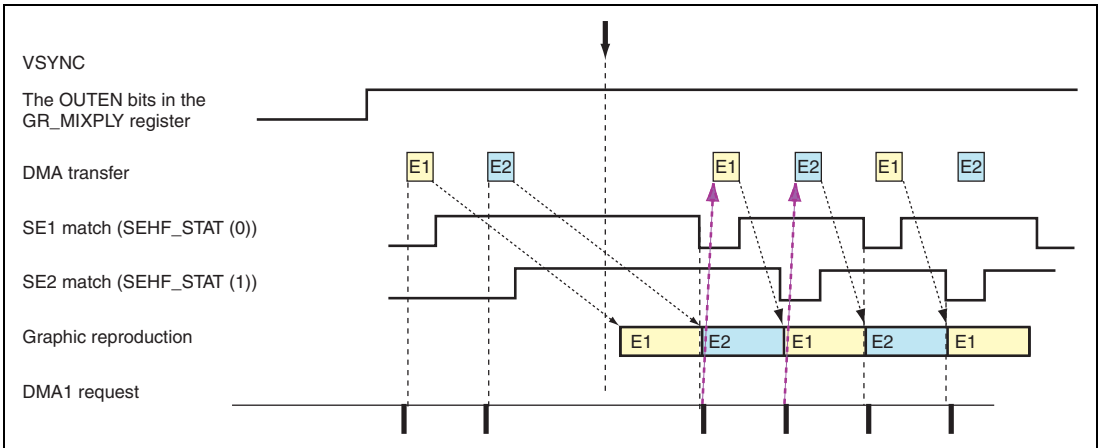 VSYNC
The OUTEN bits in the
GR_MIXPLY register
DMA transfer
E1 E2 E1 E2 E1 E2
SE1 match (SEHF_STAT (0))
SE2 match (SEHF_STAT (1))
Graphic reproduction
E1 E2 E1 E2 E1
DMA1 request